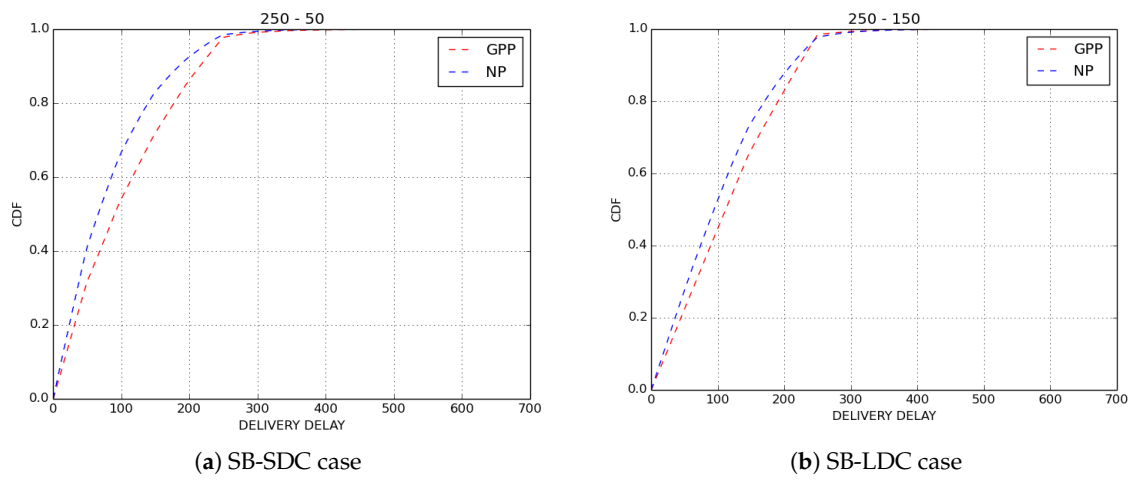 250 - 50
1.0
0.8
0.6
0.4
0.2
0.0
CDF
GPP
NP
0 100 200 300 400 500 600 700
DELIVERY DELAY
(a) SB-SDC case
250 - 150
1.0
0.8
0.6
0.4
0.2
0.0
CDF
GPP
NP
0 100 200 300 400 500 600 700
DELIVERY DELAY
(b) SB-LDC case